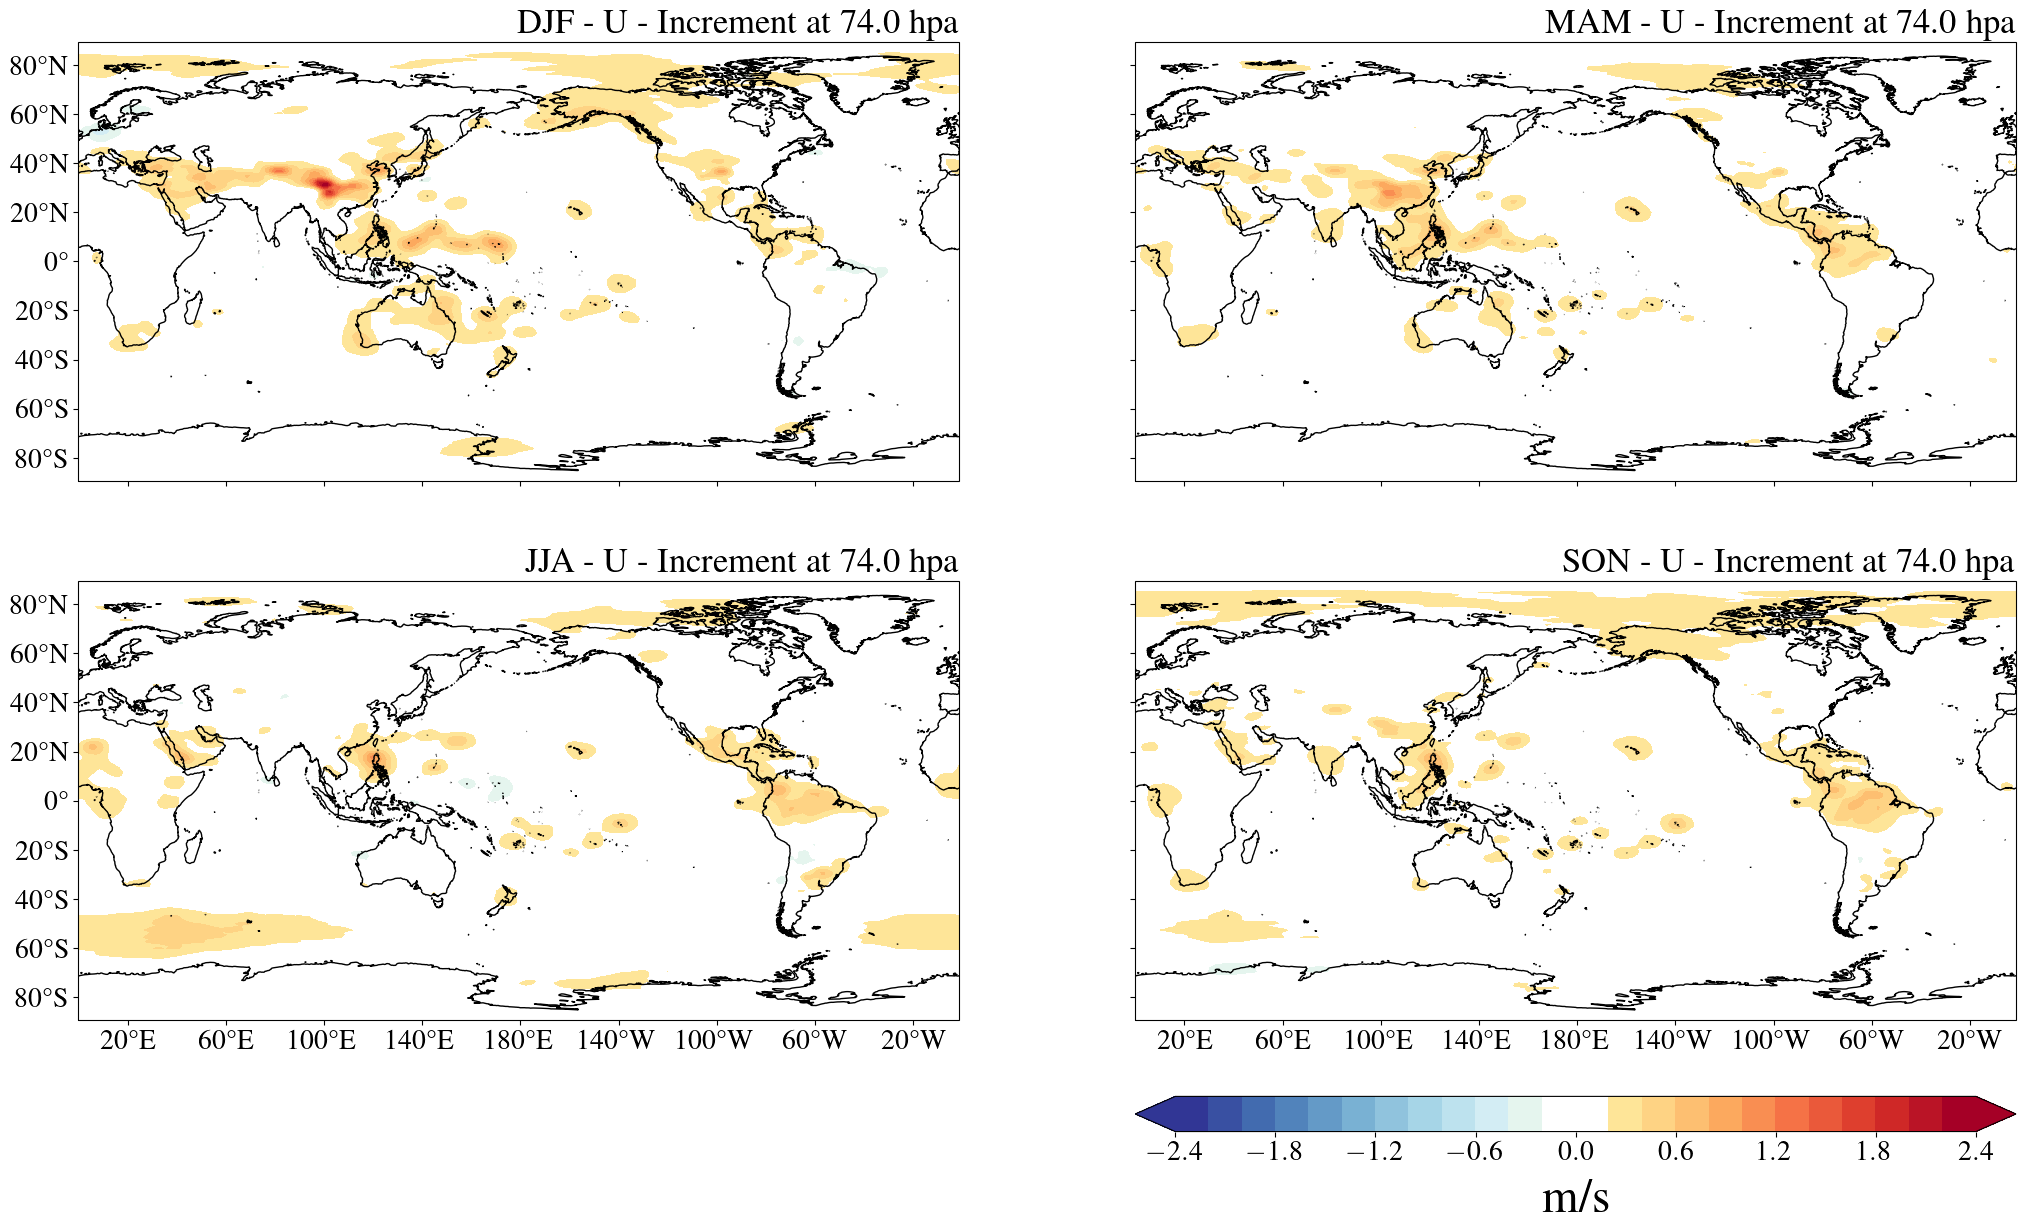 DJF - U - Increment at 74.0 hpa
MAM - U - Increment at 74.0 hpa
80°N
60°N
40°N
20°N
0°
20°S
40°S
60°S
80°S
JJA - U - Increment at 74.0 hpa
SON - U - Increment at 74.0 hpa
80°N
60°N
40°N
20°N
0°
20°S
40°S
60°S
80°S
20°E 60°E 100°E 140°E 180°E 140°W 100°W 60°W 20°W
20°E 60°E 100°E 140°E 180°E 140°W 100°W 60°W 20°W
−2.4 −1.8 −1.2 −0.6 0.0 0.6 1.2 1.8 2.4
m/s